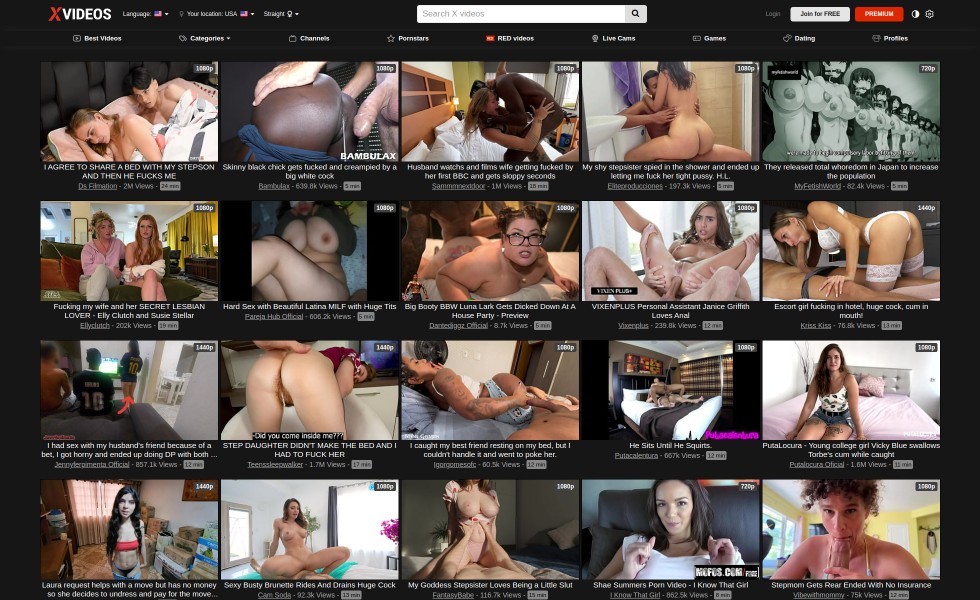 XVIDEOS Language: Your location: USA Straight Search X videos Login Join for FREE PREMIUM
Best Videos Categories Channels Pornstars RED videos Live Cams Games Dating Profiles
1080p 1080p 1080p 1080p 720p
BAMBULAX
myfetishworld
I AGREE TO SHARE A BED WITH MY STEPSON Skinny black chick gets fucked and creampied by a Husband watchs and films wife getting fucked by My shy stepsister spied in the shower and ended up They released total whoredom in Japan to increase
AND THEN HE FUCKS ME big white cock her first BCC and gets sloppy seconds letting me fuck her tight pussy. H.L. the population
Ds Filmation - 2M Views - 24 min Bambulax - 639.8k Views - 5 min Sammmnextdoor - 1M Views - 18 min Eliteproducciones - 197.3k Views - 5 min MyFetishWorld - 82.4k Views - 5 min
1080p 1080p 1080p 1080p 1440p
VIXEN PLUS+
Fucking my wife and her SECRET LESBIAN Hard Sex with Beautiful Latina MILF with Huge Tits Big Booty BBW Luna Lark Gets Dicked Down At A VIXENPLUS Personal Assistant Janice Griffith Escort girl fucking in hotel, huge cock, cum in
LOVER - Elly Clutch and Susie Stellar House Party - Preview Loves Anal mouth!
Ellyclutch - 202k Views - 19 min Pareja Hub Official - 606.2k Views - 5 min Dantediggz Official - 8.7k Views - 5 min Vixenplus - 239.8k Views - 12 min Kriss Kiss - 76.8k Views - 13 min
1440p 1440p 1080p 1080p 1080p
10
Did you come inside me??? Putalocura
I had sex with my husband's friend because of a STEP DAUGHTER DIDN'T MAKE THE BED AND I I caught my best friend resting on my bed, but I He Sits Until He Squirts. PutaLocura - Young college girl Vicky Blue swallows
bet, I got horny and ended up doing DP with both ... HAD TO FUCK HER couldn't handle it and went to poke her. Torbe's cum while caught
Jennylerpimenta Official - 857.1k Views - 12 min Teenssleepwalker - 1.7M Views - 17 min Igorgomesofc - 60.5k Views - 12 min Putacalentura - 667k Views - 12 min Putalocura Oficial - 1.6M Views - 11 min
1440p 1080p 1080p 720p 1080p
MOFOS.COM
Laura request helps with a move but has no money Sexy Busty Brunette Rides And Drains Huge Cock My Goddess Stepsister Loves Being a Little Slut Shae Summers Porn Video - I Know That Girl Stepmom Gets Rear Ended With No Insurance
so she decides to undress and pay for the move... Cam Soda - 92.3k Views - 13 min FantasyBabe - 116.7k Views - 15 min I Know That Girl - 862.5k Views - 8 min Vibewithmommy - 75k Views - 12 min